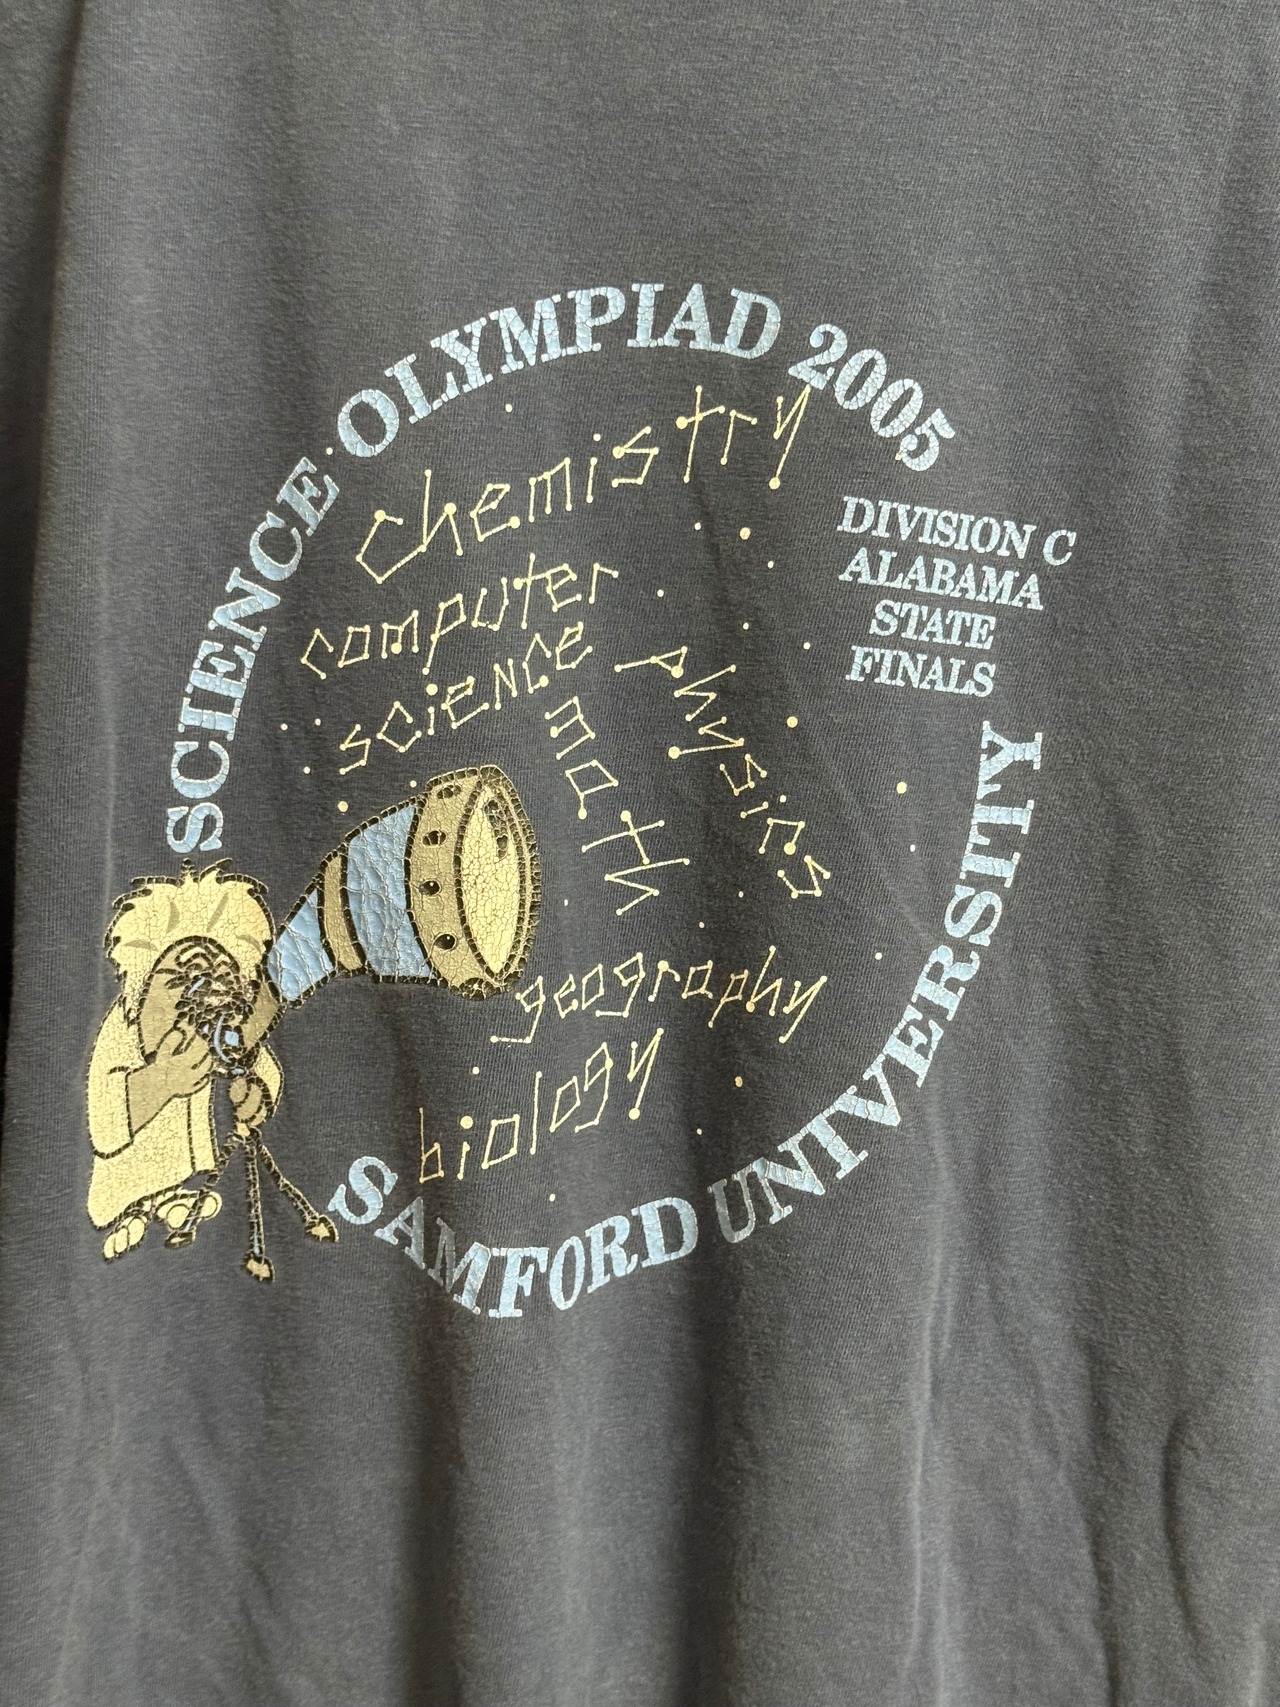 SCIENCE OLYMPIAD 2005
chemistry
computer
science
math
physics
geography
biology
DIVISION C
ALABAMA
STATE
FINALS
SAMFORD UNIVERSITY